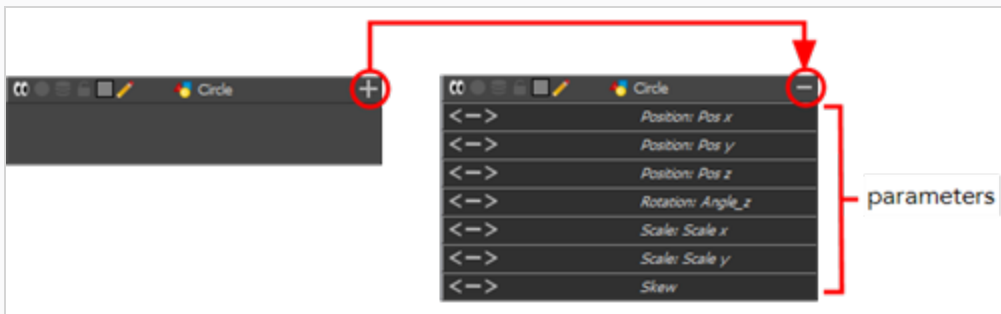 Circle
Circle
Position: Pos x
Position: Pos y
Position: Pos z
Rotation: Angle_z
Scale: Scale x
Scale: Scale y
Skew
parameters